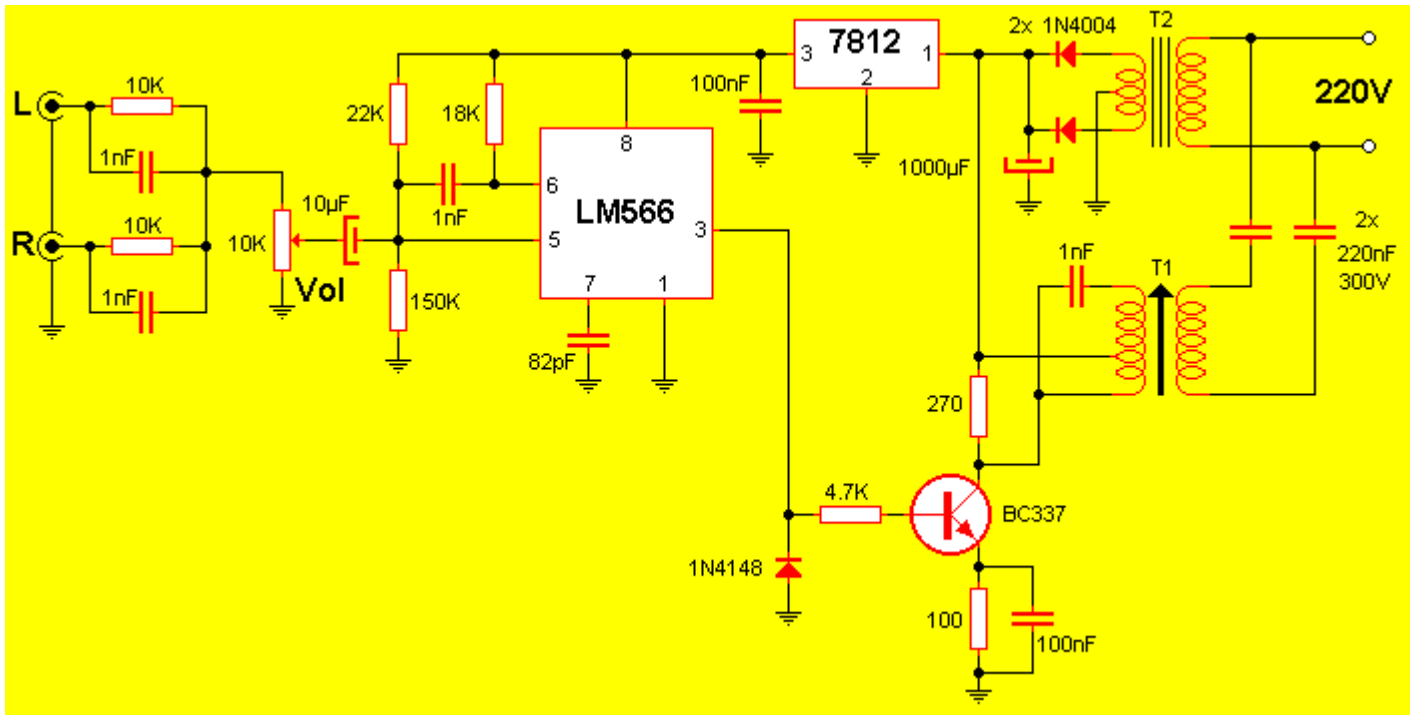 T2
2x 1N4004
7812
3
1
2
220V
10K
L
1nF
22K
18K
100nF
8
1000µF
6
LM566
10µF
1nF
5
3
10K
R
10K
Vol
2x
220nF
300V
1nF
T1
1nF
150K
7
1
82pF
270
4.7K
BC337
1N4148
100
100nF